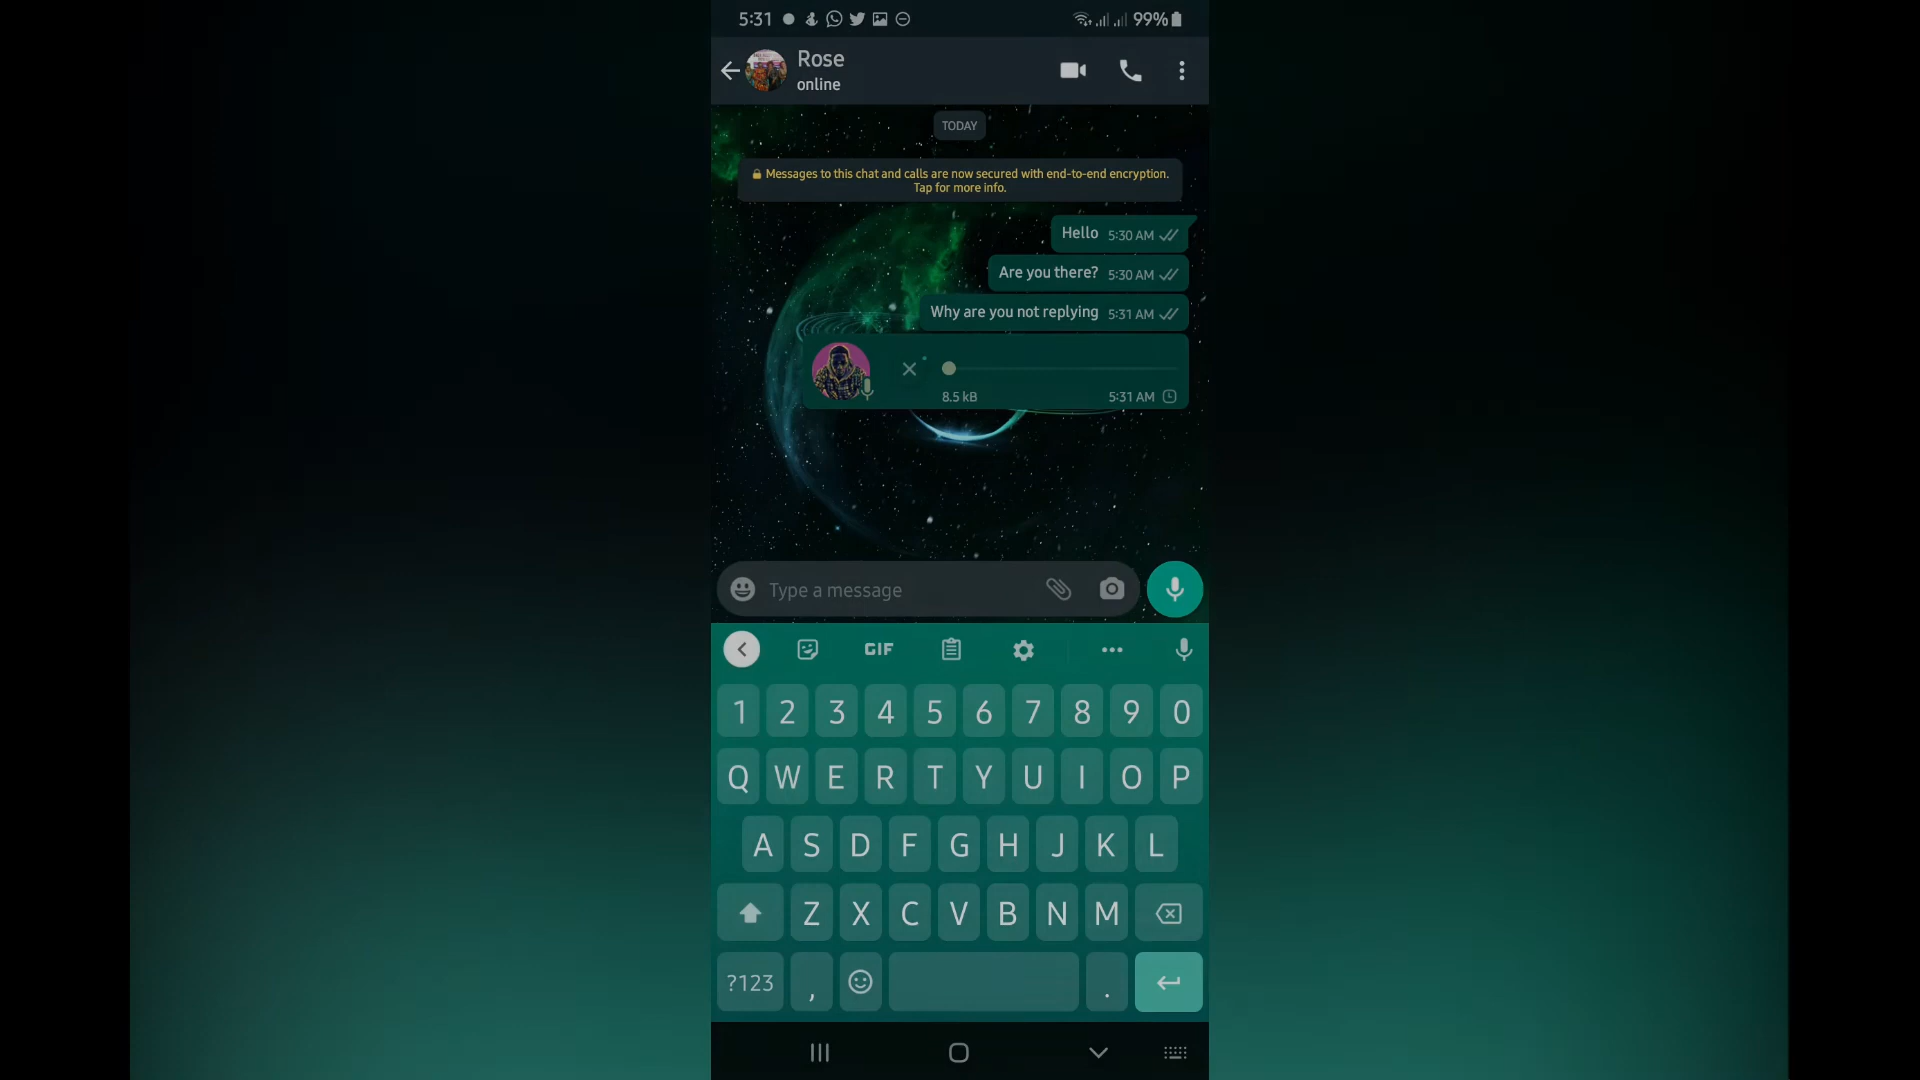 5:31 99%
Rose
online
TODAY
Messages to this chat and calls are now secured with end-to-end encryption.
Tap for more info.
Hello 5:30 AM
Are you there? 5:30 AM
Why are you not replying 5:31 AM
8.5 kB 5:31 AM
Type a message
GIF
1 2 3 4 5 6 7 8 9 0
Q W E R T Y U I O P
A S D F G H J K L
Z X C V B N M
?123 , .